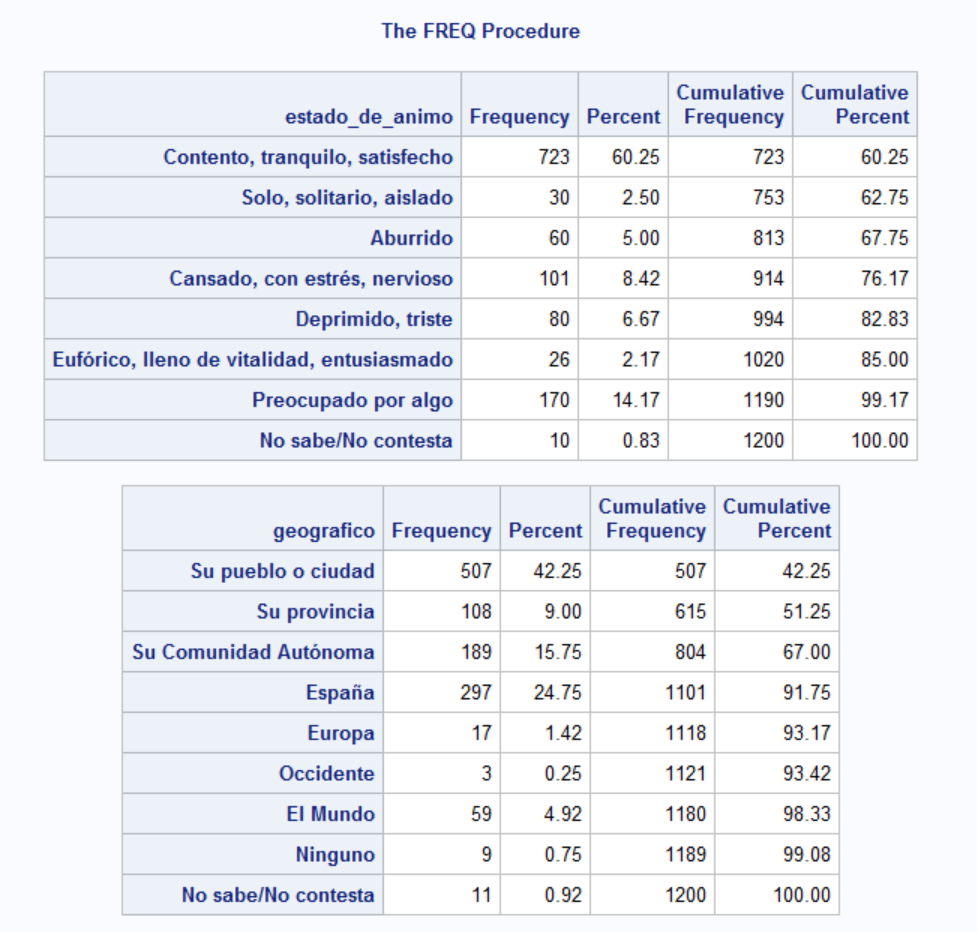 The FREQ Procedure
estado_de_animo Frequency Percent Cumulative Frequency Cumulative Percent
Contento, tranquilo, satisfecho 723 60.25 723 60.25
Solo, solitario, aislado 30 2.50 753 62.75
Aburrido 60 5.00 813 67.75
Cansado, con estrés, nervioso 101 8.42 914 76.17
Deprimido, triste 80 6.67 994 82.83
Eufórico, lleno de vitalidad, entusiasmado 26 2.17 1020 85.00
Preocupado por algo 170 14.17 1190 99.17
No sabe/No contesta 10 0.83 1200 100.00
geografico Frequency Percent Cumulative Frequency Cumulative Percent
Su pueblo o ciudad 507 42.25 507 42.25
Su provincia 108 9.00 615 51.25
Su Comunidad Autónoma 189 15.75 804 67.00
España 297 24.75 1101 91.75
Europa 17 1.42 1118 93.17
Occidente 3 0.25 1121 93.42
El Mundo 59 4.92 1180 98.33
Ninguno 9 0.75 1189 99.08
No sabe/No contesta 11 0.92 1200 100.00